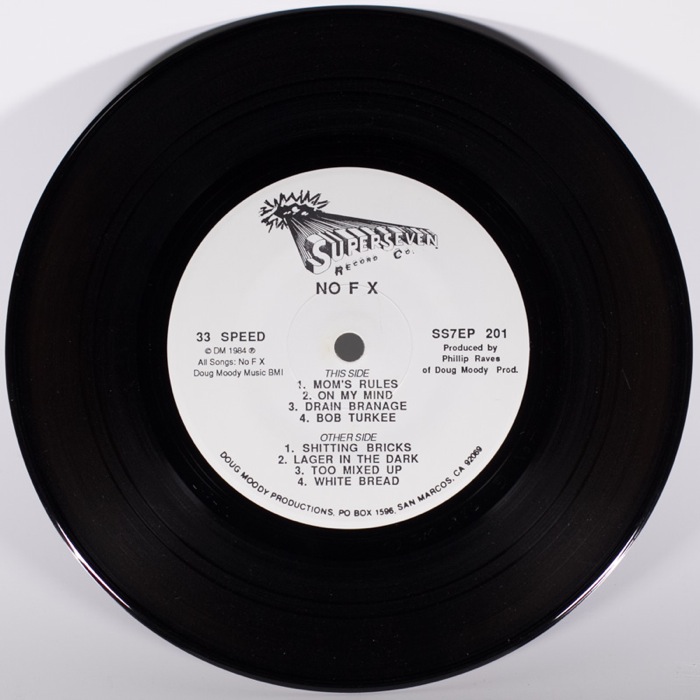 SUPERSEVEN
RECORD CO.
NO F X
33 SPEED
© DM 1984 ℗
All Songs: No F X
Doug Moody Music BMI
SS7EP 201
Produced by
Phillip Raves
of Doug Moody Prod.
THIS SIDE
1. MOM'S RULES
2. ON MY MIND
3. DRAIN BRANAGE
4. BOB TURKEE
OTHER SIDE
1. SHITTING BRICKS
2. LAGER IN THE DARK
3. TOO MIXED UP
4. WHITE BREAD
DOUG MOODY PRODUCTIONS, PO BOX 1596, SAN MARCOS, CA 92069